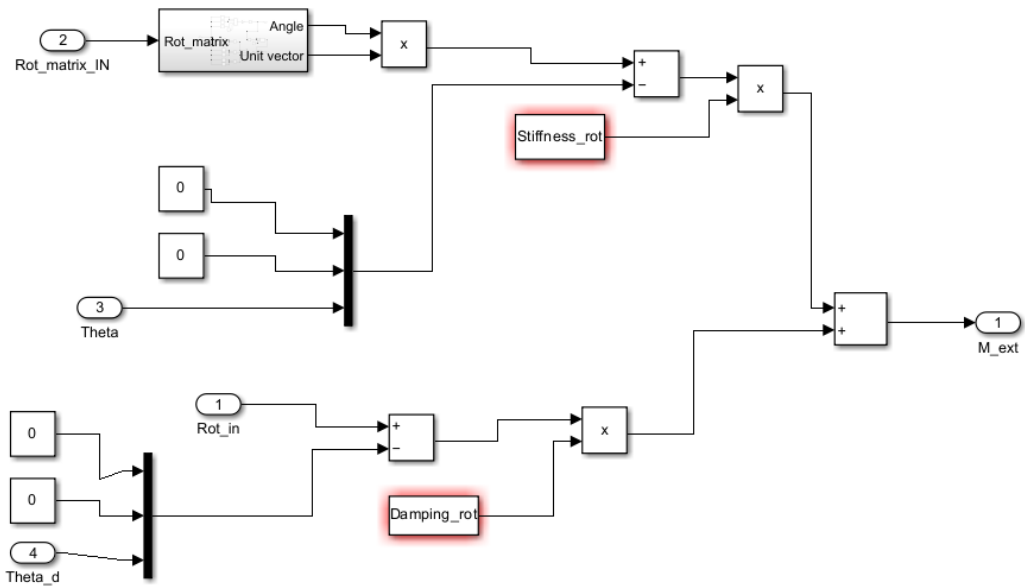 2
Rot_matrix_IN
Rot_matrix
Angle
Unit vector
x
+
−
x
Stiffness_rot
0
0
3
Theta
+
+
1
M_ext
1
Rot_in
+
−
x
0
0
4
Theta_d
Damping_rot